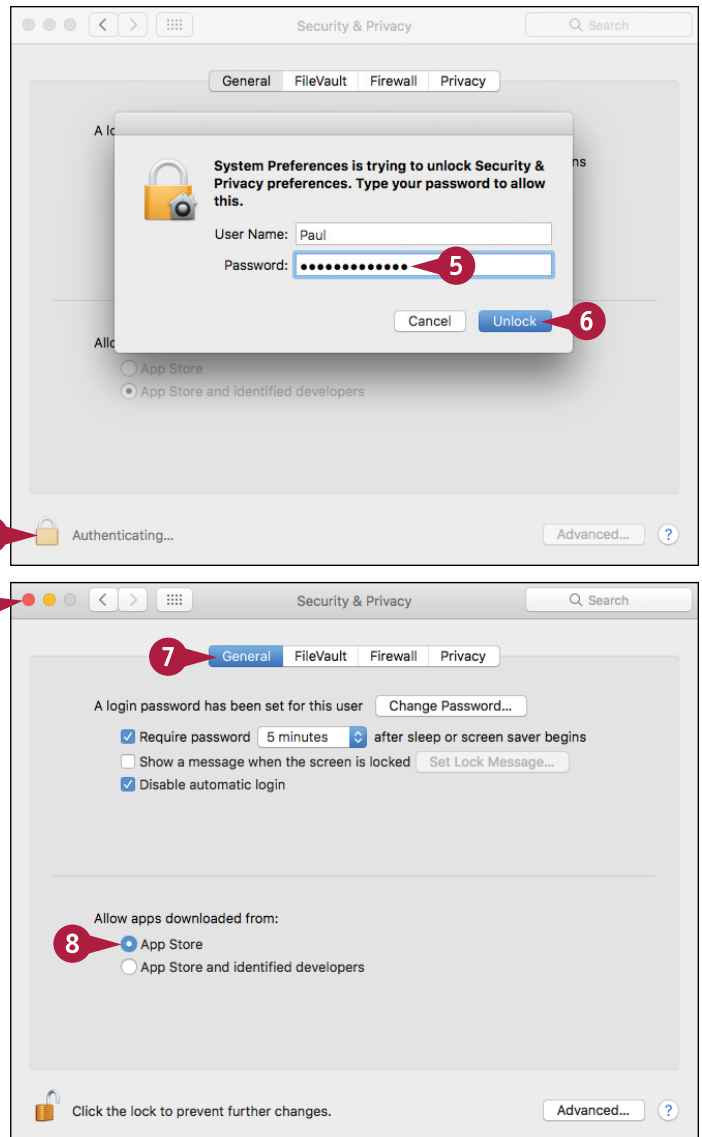 Security & Privacy
Search
General FileVault Firewall Privacy
A lo
ns
System Preferences is trying to unlock Security &
Privacy preferences. Type your password to allow
this.
User Name: Paul
Password: ••••••••••••• 5
Cancel Unlock 6
Allo
App Store
App Store and identified developers
Authenticating...
Advanced... ?
Security & Privacy
Search
7 General FileVault Firewall Privacy
A login password has been set for this user Change Password...
Require password 5 minutes after sleep or screen saver begins
Show a message when the screen is locked Set Lock Message...
Disable automatic login
Allow apps downloaded from:
8 App Store
App Store and identified developers
Click the lock to prevent further changes.
Advanced... ?